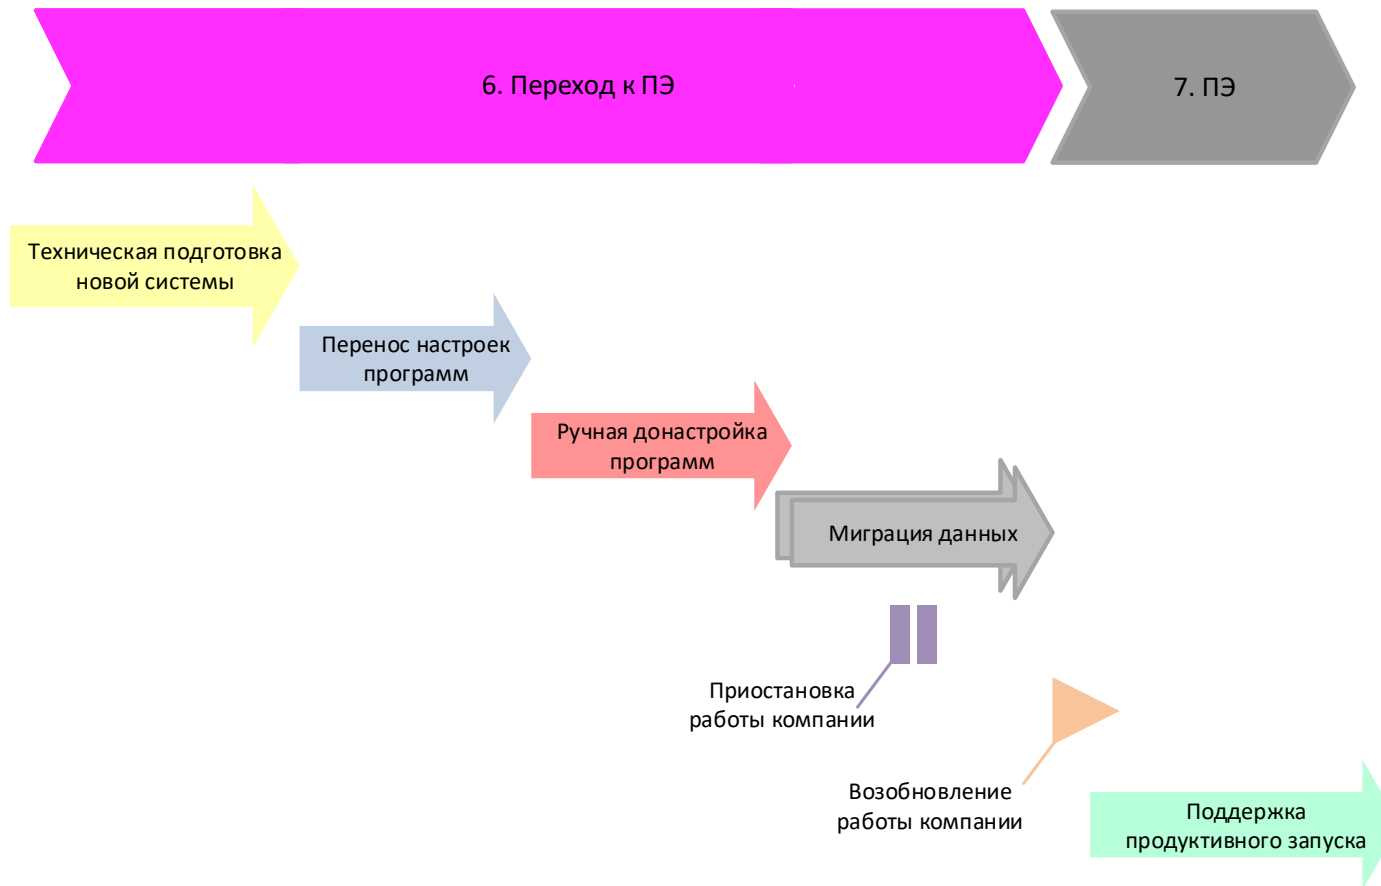 6. Переход к ПЭ
7. ПЭ
Техническая подготовка
новой системы
Перенос настроек
программ
Ручная донастройка
программ
Миграция данных
Приостановка
работы компании
Возобновление
работы компании
Поддержка
продуктивного запуска